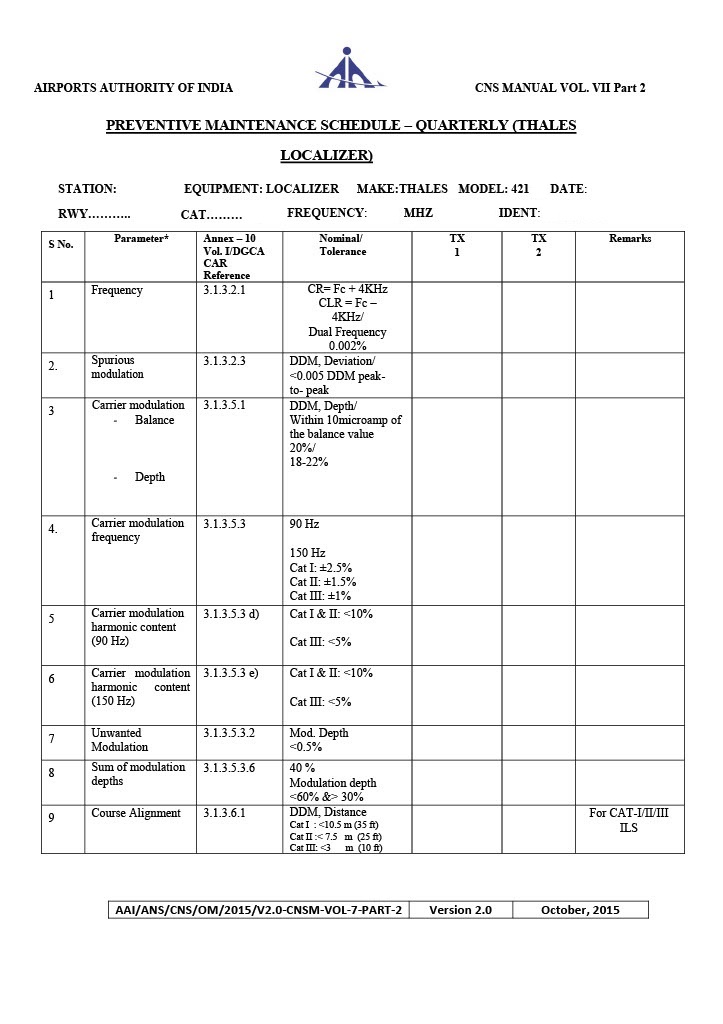 AIRPORTS AUTHORITY OF INDIA CNS MANUAL VOL. VII Part 2
PREVENTIVE MAINTENANCE SCHEDULE – QUARTERLY (THALES
LOCALIZER)
STATION: EQUIPMENT: LOCALIZER MAKE:THALES MODEL: 421 DATE:
RWY……….. CAT……… FREQUENCY: MHZ IDENT:
S No.
Parameter*
Annex – 10
Vol. I/DGCA
CAR
Reference
Nominal/
Tolerance
TX
1
TX
2
Remarks
1
Frequency
3.1.3.2.1
CR= Fc + 4KHz
CLR = Fc –
4KHz/
Dual Frequency
0.002%
2.
Spurious
modulation
3.1.3.2.3
DDM, Deviation/
<0.005 DDM peak-
to- peak
3
Carrier modulation
- Balance
- Depth
3.1.3.5.1
DDM, Depth/
Within 10microamp of
the balance value
20%/
18-22%
4.
Carrier modulation
frequency
3.1.3.5.3
90 Hz
150 Hz
Cat I: ±2.5%
Cat II: ±1.5%
Cat III: ±1%
5
Carrier modulation
harmonic content
(90 Hz)
3.1.3.5.3 d)
Cat I & II: <10%
Cat III: <5%
6
Carrier modulation
harmonic content
(150 Hz)
3.1.3.5.3 e)
Cat I & II: <10%
Cat III: <5%
7
Unwanted
Modulation
3.1.3.5.3.2
Mod. Depth
<0.5%
8
Sum of modulation
depths
3.1.3.5.3.6
40 %
Modulation depth
<60% &> 30%
9
Course Alignment
3.1.3.6.1
DDM, Distance
Cat I : <10.5 m (35 ft)
Cat II :< 7.5 m (25 ft)
Cat III: <3 m (10 ft)
For CAT-I/II/III
ILS
AAI/ANS/CNS/OM/2015/V2.0-CNSM-VOL-7-PART-2 Version 2.0 October, 2015